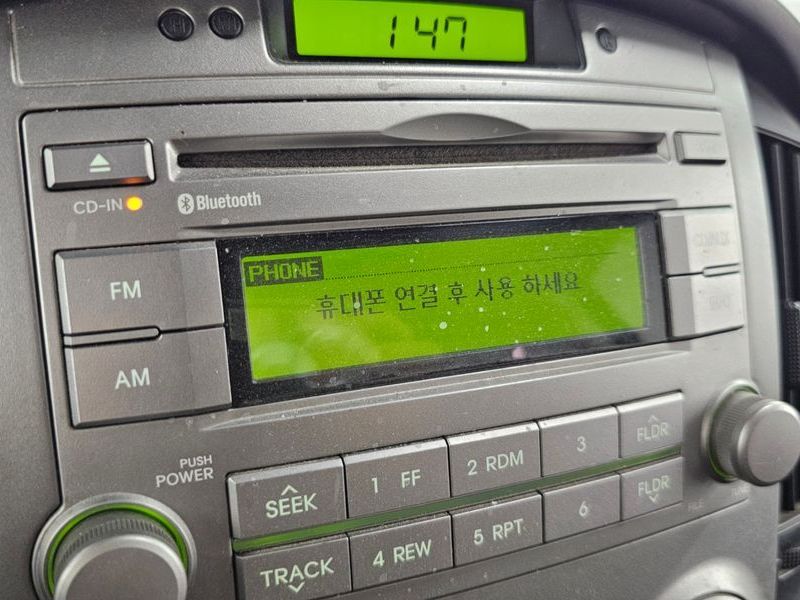 147
CD-IN
Bluetooth
PHONE
휴대폰 연결 후 사용 하세요
FM
AM
PUSH
POWER
SEEK
1 FF
2 RDM
3
FLDR
TRACK
4 REW
5 RPT
6
FLDR